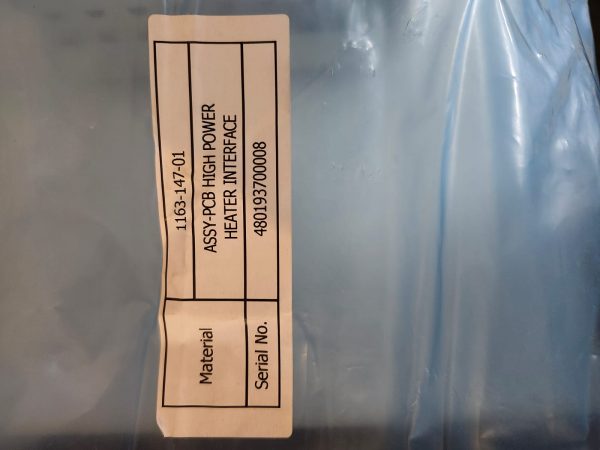 Material
1163-147-01
ASSY-PCB HIGH POWER
HEATER INTERFACE
Serial No.
480193700008